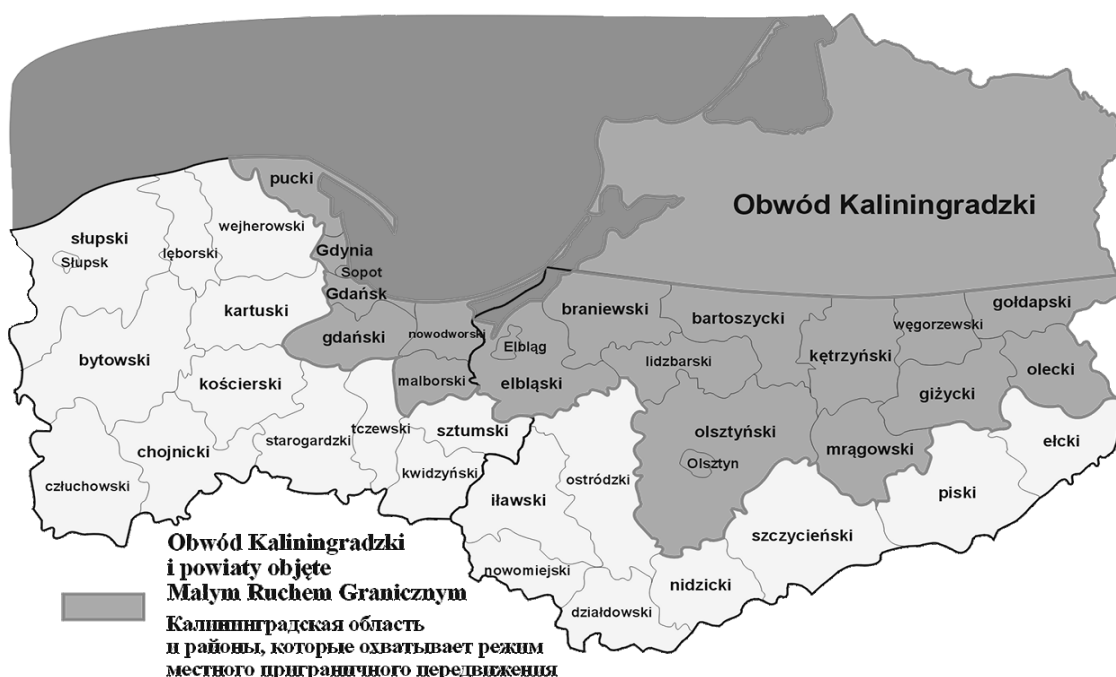 pucki
Obwód Kaliningradzki
wejherowski
słupski
Słupsk
lęborski
Gdynia
Sopot
Gdańsk
kartuski
gdański
nowodworski
Elbląg
braniewski
bartoszycki
węgorzewski
gołdapski
bytowski
kościerski
malborski
elbląski
lidzbarski
kętrzyński
giżycki
olecki
człuchowski
chojnicki
starogardzki
tczewski
sztumski
kwidzyński
olsztyński
Olsztyn
mrągowski
ełcki
iławski
ostródzki
szczycieński
piski
nowomiejski
działdowski
nidzicki
Obwód Kaliningradzki
i powiaty objęte
Małym Ruchem Granicznym
Калининградская область
и районы, которые охватывает режим
местного приграничного передвижения